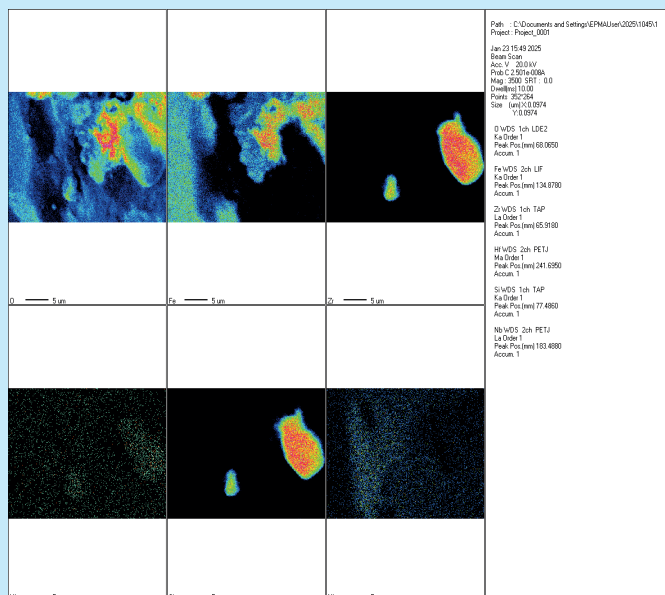 Path : C:\Documents and Settings\EPMAUser\2025\1045\1
Project : Project_0001
Jan 23 15:49 2025
Beam Scan
Acc. V 20.0 kV
Prob C 2.501e-008A
Mag : 3500 SRT : 0.0
Dwell[ms] 10.00
Points 352*264
Size [um] X:0.0974
Y:0.0974
O WDS 1ch LDE2
Ka Order 1
Peak Pos.[mm] 68.0650
Accum. 1
Fe WDS 2ch LIF
Ka Order 1
Peak Pos.[mm] 134.8780
Accum. 1
Zr WDS 1ch TAP
La Order 1
Peak Pos.[mm] 65.9180
Accum. 1
Hf WDS 2ch PETJ
Ma Order 1
Peak Pos.[mm] 241.6950
Accum. 1
Si WDS 1ch TAP
Ka Order 1
Peak Pos.[mm] 77.4860
Accum. 1
Nb WDS 2ch PETJ
La Order 1
Peak Pos.[mm] 183.4880
Accum. 1
O 5 um
Fe 5 um
Zr 5 um